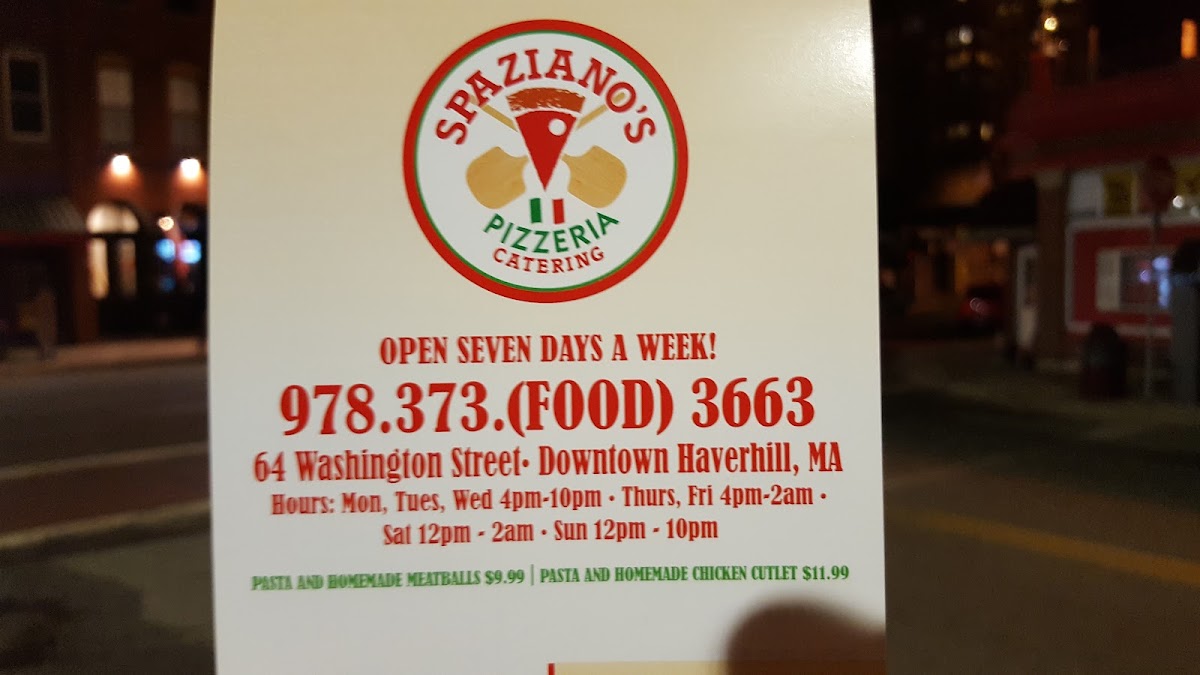 SPAZIANO'S
PIZZERIA
CATERING
OPEN SEVEN DAYS A WEEK!
978.373.(FOOD) 3663
64 Washington Street• Downtown Haverhill, MA
Hours: Mon, Tues, Wed 4pm-10pm • Thurs, Fri 4pm-2am •
Sat 12pm - 2am • Sun 12pm - 10pm
PASTA AND HOMEMADE MEATBALLS $9.99 | PASTA AND HOMEMADE CHICKEN CUTLET $11.99